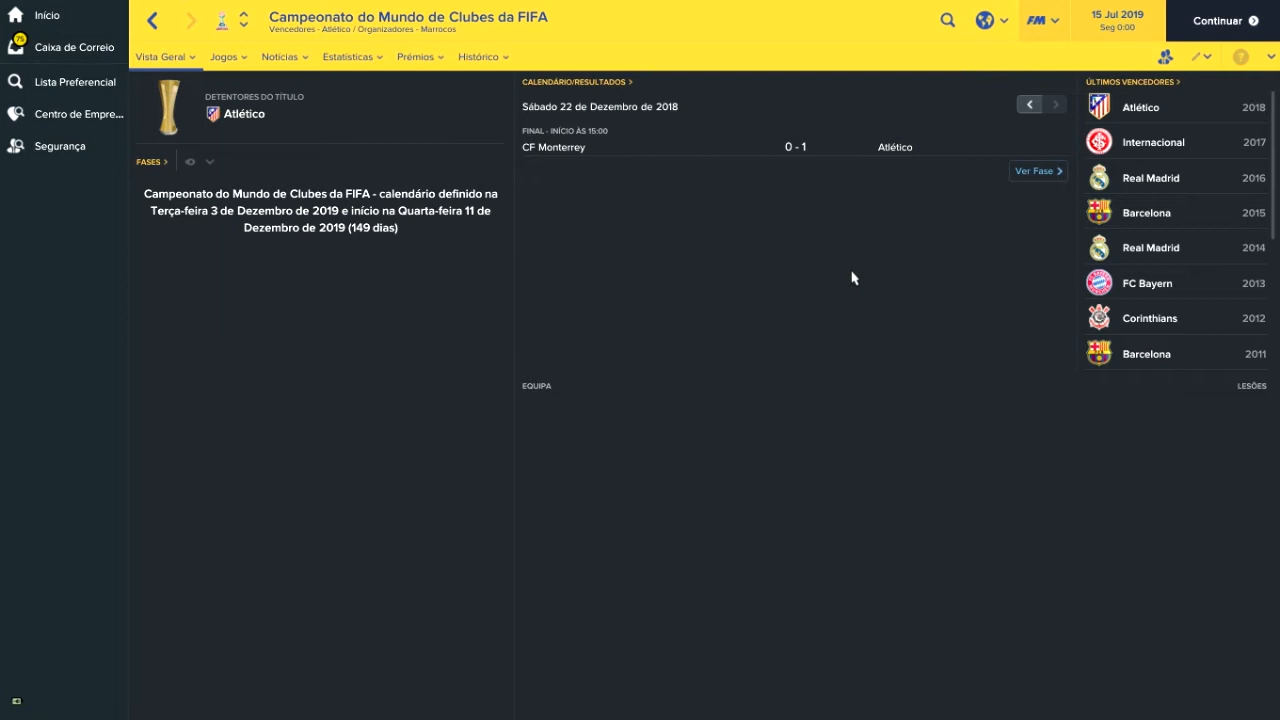 Início
75
Caixa de Correio
Lista Preferencial
Centro de Empre...
Segurança
Campeonato do Mundo de Clubes da FIFA
Vencedores - Atlético / Organizadores - Marrocos
FM
15 Jul 2019
Seg 0:00
Continuar
Vista Geral
Jogos
Notícias
Estatísticas
Prémios
Histórico
?
DETENTORES DO TÍTULO
Atlético
FASES >
Campeonato do Mundo de Clubes da FIFA - calendário definido na
Terça-feira 3 de Dezembro de 2019 e início na Quarta-feira 11 de
Dezembro de 2019 (149 dias)
CALENDÁRIO/RESULTADOS >
Sábado 22 de Dezembro de 2018
FINAL - INÍCIO ÀS 15:00
CF Monterrey 0 - 1 Atlético
Ver Fase >
EQUIPA
LESÕES
ÚLTIMOS VENCEDORES >
Atlético 2018
Internacional 2017
Real Madrid 2016
Barcelona 2015
Real Madrid 2014
FC Bayern 2013
Corinthians 2012
Barcelona 2011